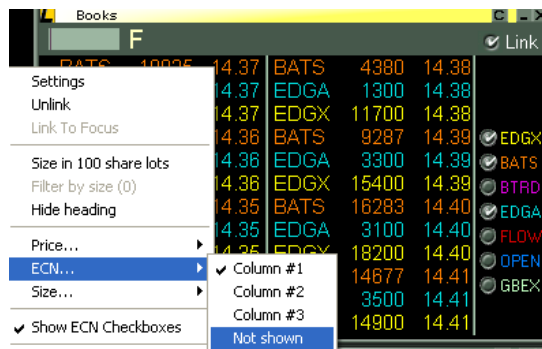 L Books C
F Link
BATS 10025 14.37 BATS 4380 14.38
14.37 EDGA 1300 14.38
14.37 EDGX 11700 14.38
14.36 BATS 9287 14.39
14.36 EDGA 3300 14.39
14.36 EDGX 15400 14.39
14.35 BATS 16283 14.40
14.35 EDGA 3100 14.40
14.35 EDGX 18200 14.40
14677 14.41
3500 14.41
14900 14.41
EDGX
BATS
BTRD
EDGA
FLOW
OPEN
GBEX
Settings
Unlink
Link To Focus
Size in 100 share lots
Filter by size (0)
Hide heading
Price...
ECN...
Size...
Show ECN Checkboxes
Column #1
Column #2
Column #3
Not shown